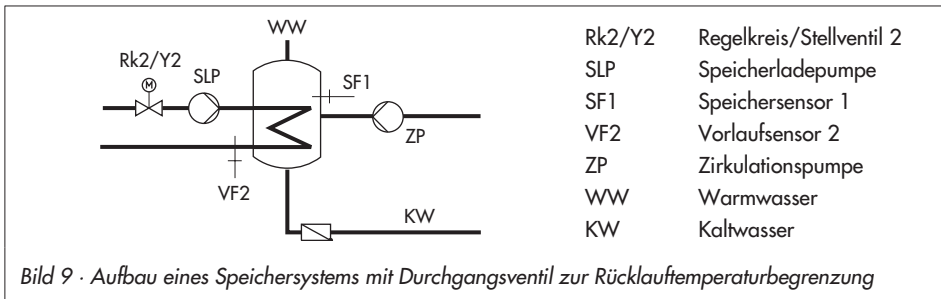 WW
Rk2/Y2
M
SLP
SF1
ZP
VF2
KW
Rk2/Y2 Regelkreis/Stellventil 2
SLP Speicherladepumpe
SF1 Speichersensor 1
VF2 Vorlaufsensor 2
ZP Zirkulationspumpe
WW Warmwasser
KW Kaltwasser
Bild 9 · Aufbau eines Speichersystems mit Durchgangsventil zur Rücklauftemperaturbegrenzung